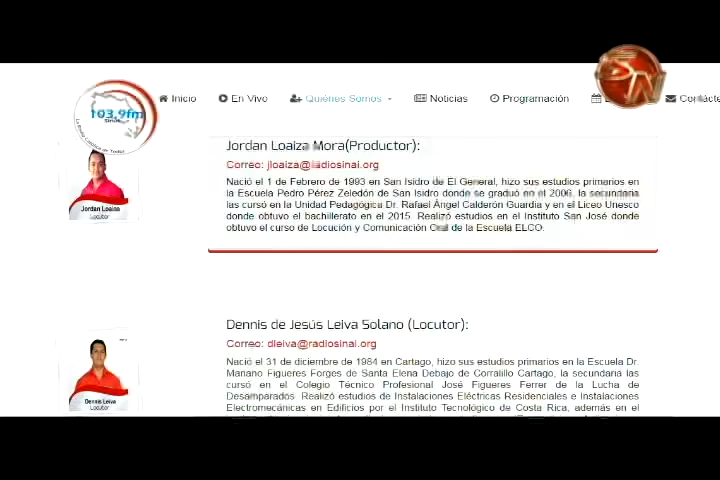 103.9fm
Inicio
En Vivo
Quiénes Somos
Noticias
Programación
Contácte
SN
Jordan Loaiza Mora(Productor):
Correo: jloaiza@radiosinai.org
Nació el 1 de Febrero de 1993 en San Isidro de El General, hizo sus estudios primarios en
la Escuela Pedro Pérez Zeledón de San Isidro donde se graduó en el 2006, la secundaria
las cursó en la Unidad Pedagógica Dr. Rafael Ángel Calderón Guardia y en el Liceo Unesco
donde obtuvo el bachillerato en el 2015. Realizó estudios en el Instituto San José donde
obtuvo el curso de Locución y Comunicación Oral de la Escuela ELCO.
Jordan Loaiza
Locutor
Dennis de Jesús Leiva Solano (Locutor):
Correo: dleiva@radiosinai.org
Nació el 31 de diciembre de 1984 en Cartago, hizo sus estudios primarios en la Escuela Dr.
Mariano Figueres Forges de Santa Elena Debajo de Corralillo Cartago, la secundaria las
cursó en el Colegio Técnico Profesional José Figueres Ferrer de la Lucha de
Desamparados. Realizó estudios de Instalaciones Eléctricas Residenciales e Instalaciones
Electromecánicas en Edificios por el Instituto Tecnológico de Costa Rica, además en el
Dennis Leiva
Locutor